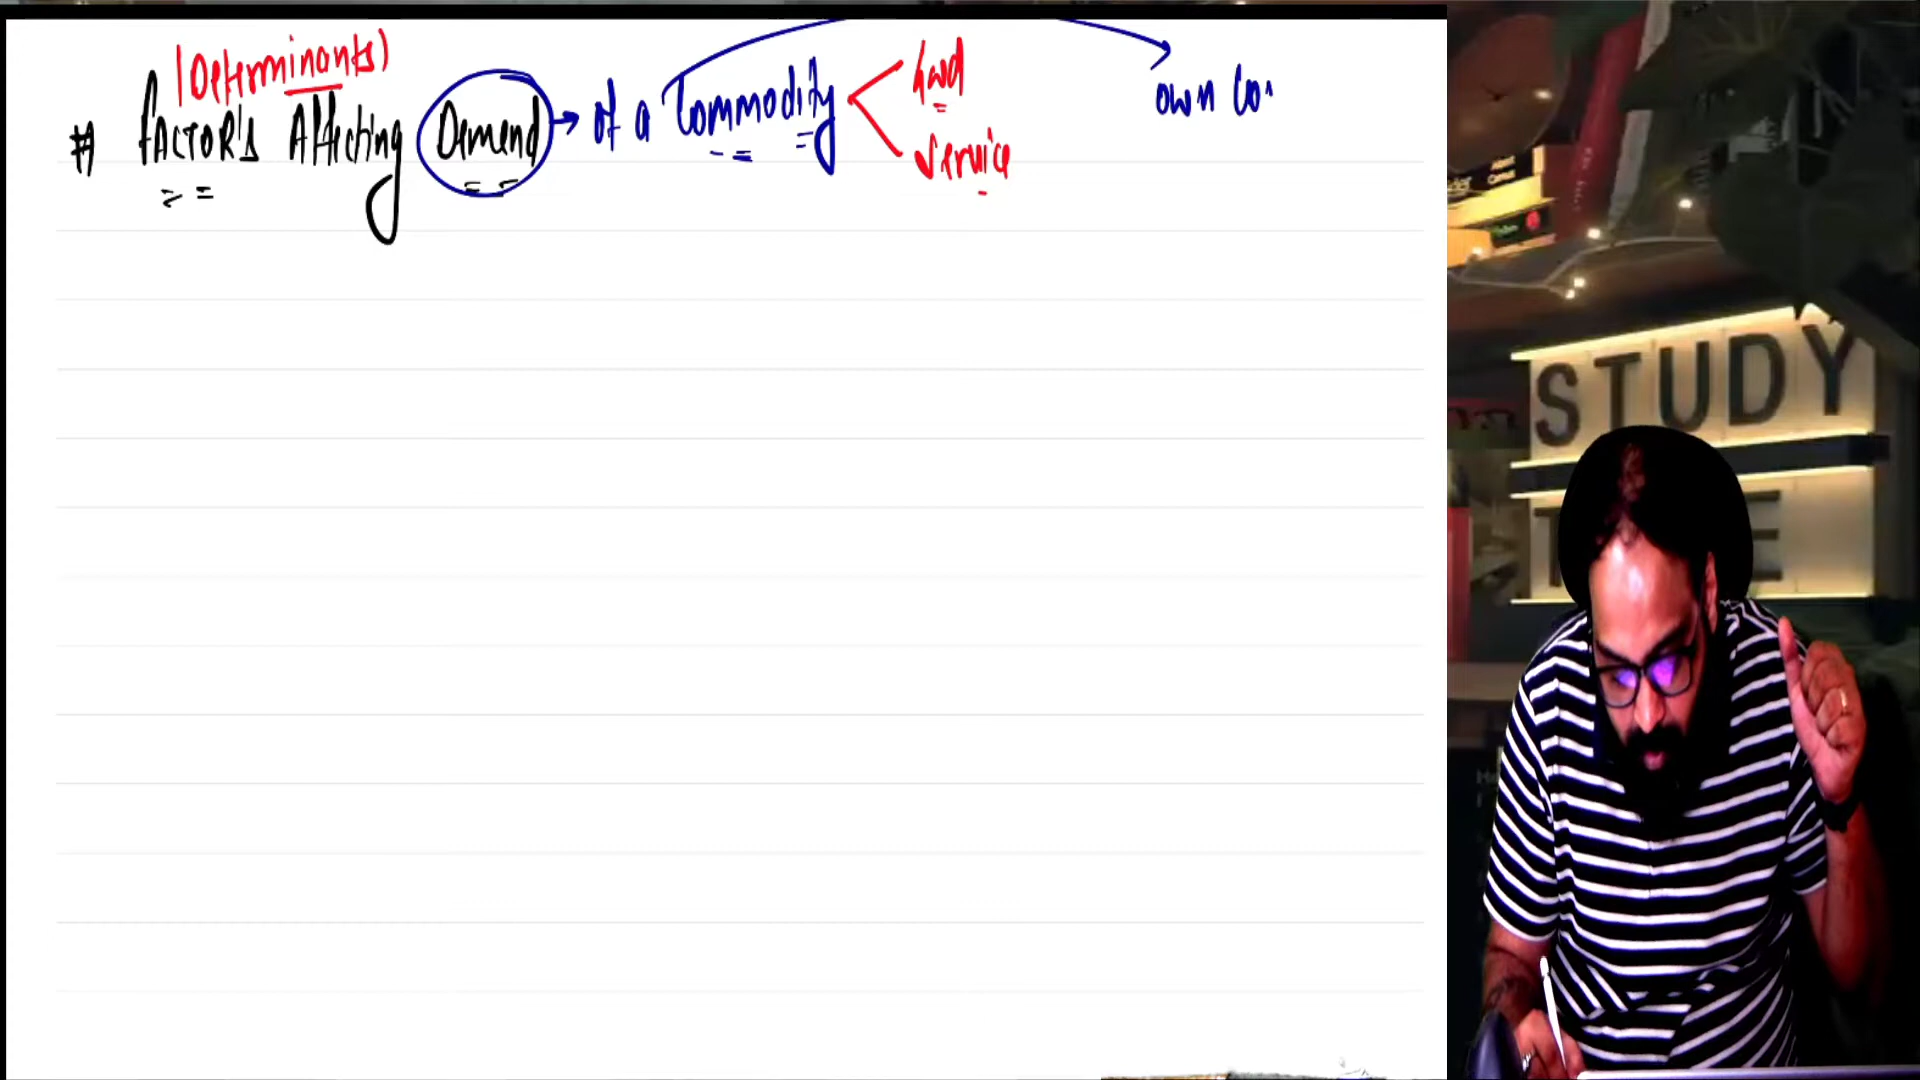 (Determinants)
# FACTOR'S Affecting Demand → of a Commodity
Good
Service
own Co
STUDY